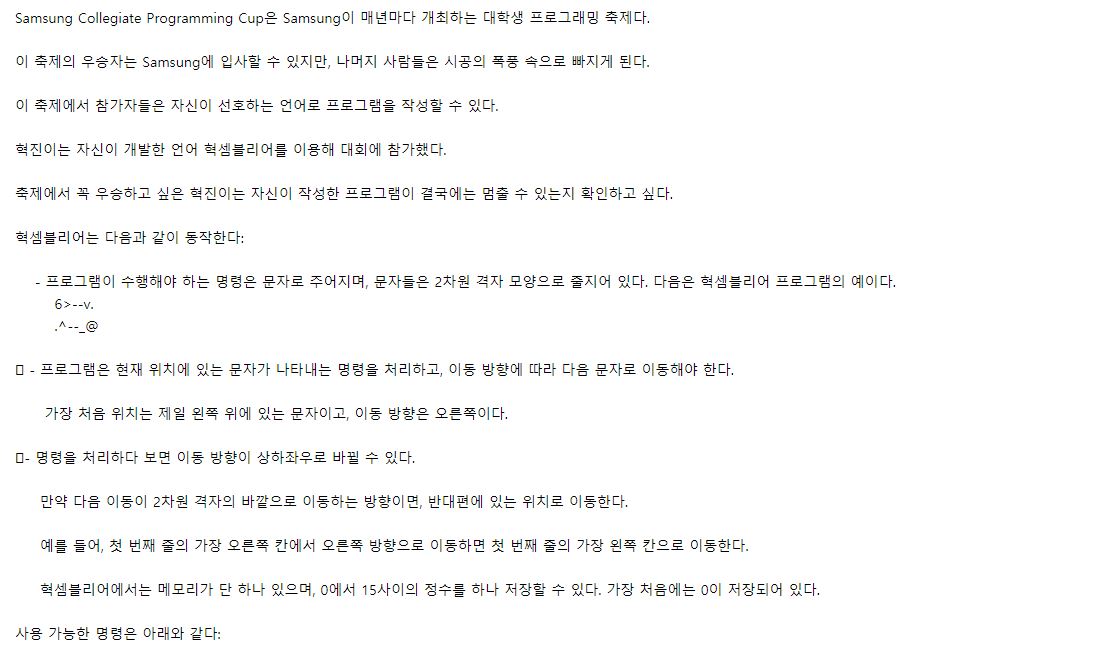 Samsung Collegiate Programming Cup은 Samsung이 매년마다 개최하는 대학생 프로그래밍 축제다.
이 축제의 우승자는 Samsung에 입사할 수 있지만, 나머지 사람들은 시공의 폭풍 속으로 빠지게 된다.
이 축제에서 참가자들은 자신이 선호하는 언어로 프로그램을 작성할 수 있다.
혁진이는 자신이 개발한 언어 혁셈블리어를 이용해 대회에 참가했다.
축제에서 꼭 우승하고 싶은 혁진이는 자신이 작성한 프로그램이 결국에는 멈출 수 있는지 확인하고 싶다.
혁셈블리어는 다음과 같이 동작한다:
- 프로그램이 수행해야 하는 명령은 문자로 주어지며, 문자들은 2차원 격자 모양으로 줄지어 있다. 다음은 혁셈블리어 프로그램의 예이다.
6>--v.
.^--_@
- 프로그램은 현재 위치에 있는 문자가 나타내는 명령을 처리하고, 이동 방향에 따라 다음 문자로 이동해야 한다.
가장 처음 위치는 제일 왼쪽 위에 있는 문자이고, 이동 방향은 오른쪽이다.
- 명령을 처리하다 보면 이동 방향이 상하좌우로 바뀔 수 있다.
만약 다음 이동이 2차원 격자의 바깥으로 이동하는 방향이면, 반대편에 있는 위치로 이동한다.
예를 들어, 첫 번째 줄의 가장 오른쪽 칸에서 오른쪽 방향으로 이동하면 첫 번째 줄의 가장 왼쪽 칸으로 이동한다.
혁셈블리어에서는 메모리가 단 하나 있으며, 0에서 15사이의 정수를 하나 저장할 수 있다. 가장 처음에는 0이 저장되어 있다.
사용 가능한 명령은 아래와 같다: